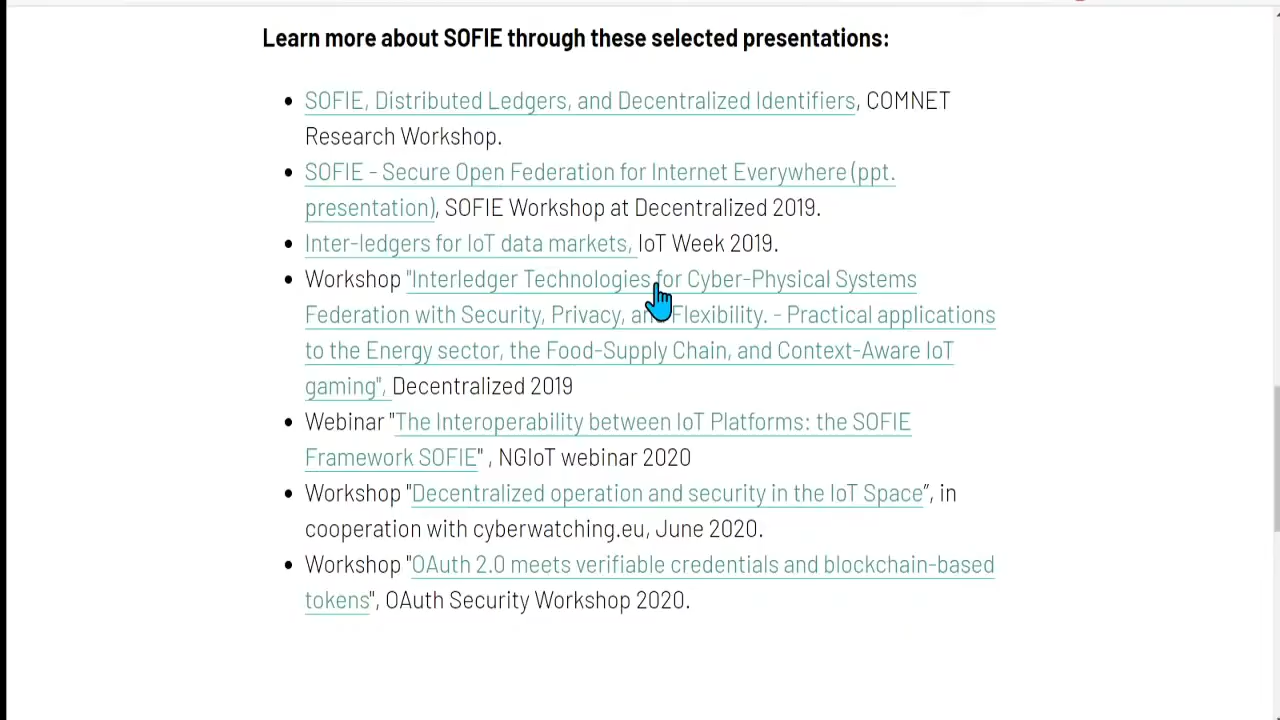 Learn more about SOFIE through these selected presentations:
SOFIE, Distributed Ledgers, and Decentralized Identifiers, COMNET
Research Workshop.
SOFIE - Secure Open Federation for Internet Everywhere (ppt.
presentation), SOFIE Workshop at Decentralized 2019.
Inter-ledgers for IoT data markets, IoT Week 2019.
Workshop "Interledger Technologies for Cyber-Physical Systems
Federation with Security, Privacy, and Flexibility. - Practical applications
to the Energy sector, the Food-Supply Chain, and Context-Aware IoT
gaming", Decentralized 2019
Webinar "The Interoperability between IoT Platforms: the SOFIE
Framework SOFIE" , NGIoT webinar 2020
Workshop "Decentralized operation and security in the IoT Space”, in
cooperation with cyberwatching.eu, June 2020.
Workshop "OAuth 2.0 meets verifiable credentials and blockchain-based
tokens", OAuth Security Workshop 2020.